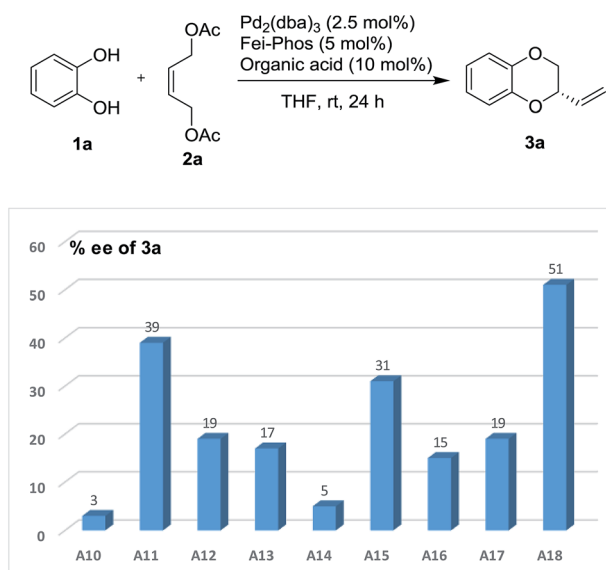 OH
OH
1a
+
OAc
OAc
2a
Pd2(dba)3 (2.5 mol%)
Fei-Phos (5 mol%)
Organic acid (10 mol%)
THF, rt, 24 h
O
O
3a
% ee of 3a
60
50
40
30
20
10
0
3
39
19
17
5
31
15
19
51
A10 A11 A12 A13 A14 A15 A16 A17 A18